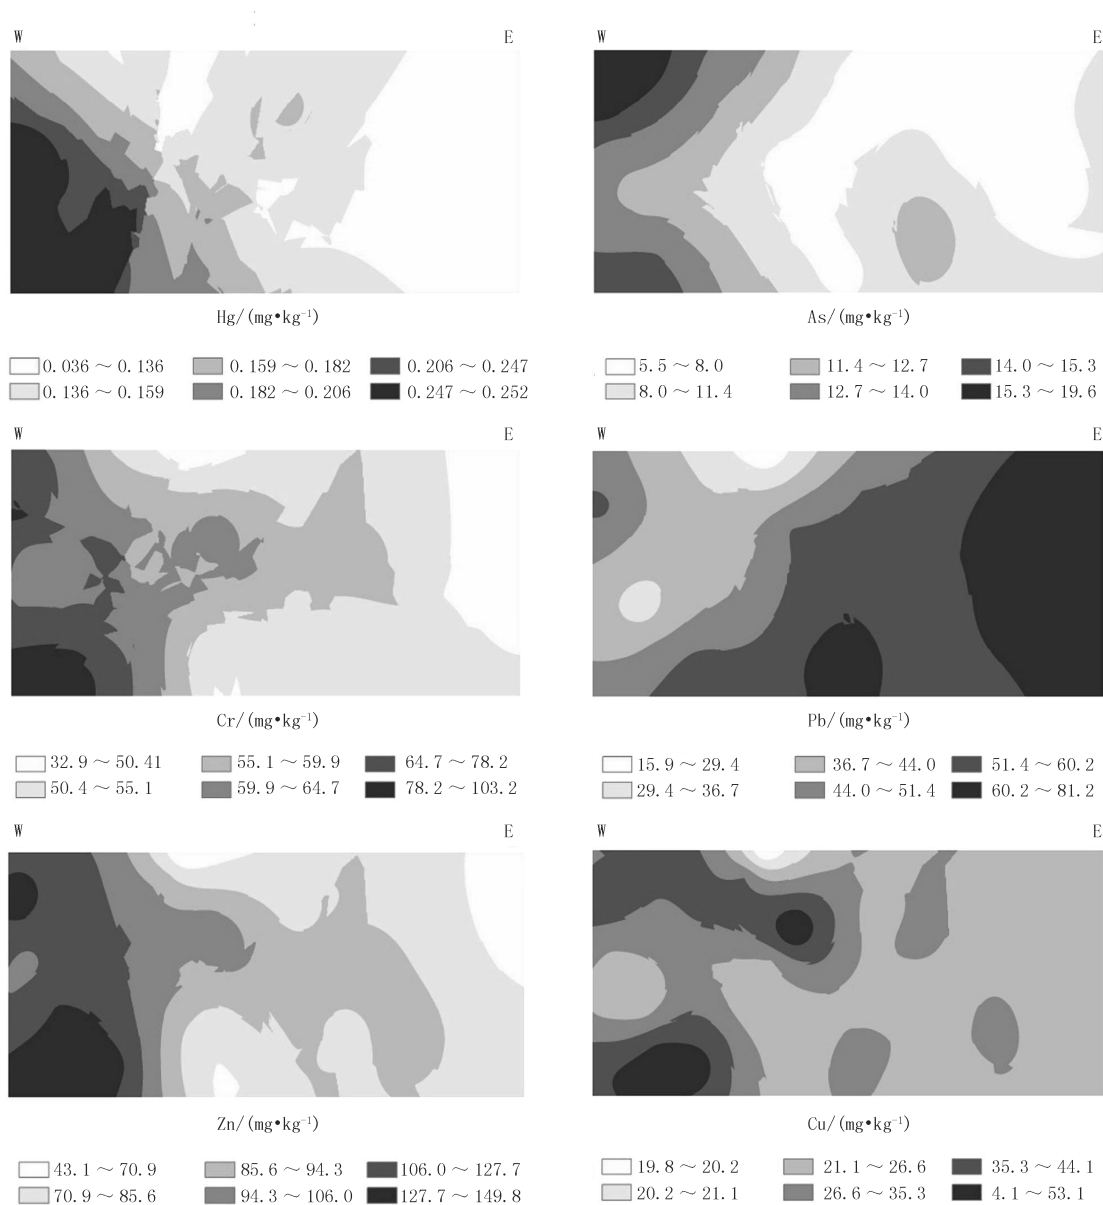 W E W E
Hg/(mg•kg⁻¹) As/(mg•kg⁻¹)
0.036～0.136 0.159～0.182 0.206～0.247 5.5～8.0 11.4～12.7 14.0～15.3
0.136～0.159 0.182～0.206 0.247～0.252 8.0～11.4 12.7～14.0 15.3～19.6
W E W E
Cr/(mg•kg⁻¹) Pb/(mg•kg⁻¹)
32.9～50.41 55.1～59.9 64.7～78.2 15.9～29.4 36.7～44.0 51.4～60.2
50.4～55.1 59.9～64.7 78.2～103.2 29.4～36.7 44.0～51.4 60.2～81.2
W E W E
Zn/(mg•kg⁻¹) Cu/(mg•kg⁻¹)
43.1～70.9 85.6～94.3 106.0～127.7 19.8～20.2 21.1～26.6 35.3～44.1
70.9～85.6 94.3～106.0 127.7～149.8 20.2～21.1 26.6～35.3 4.1～53.1